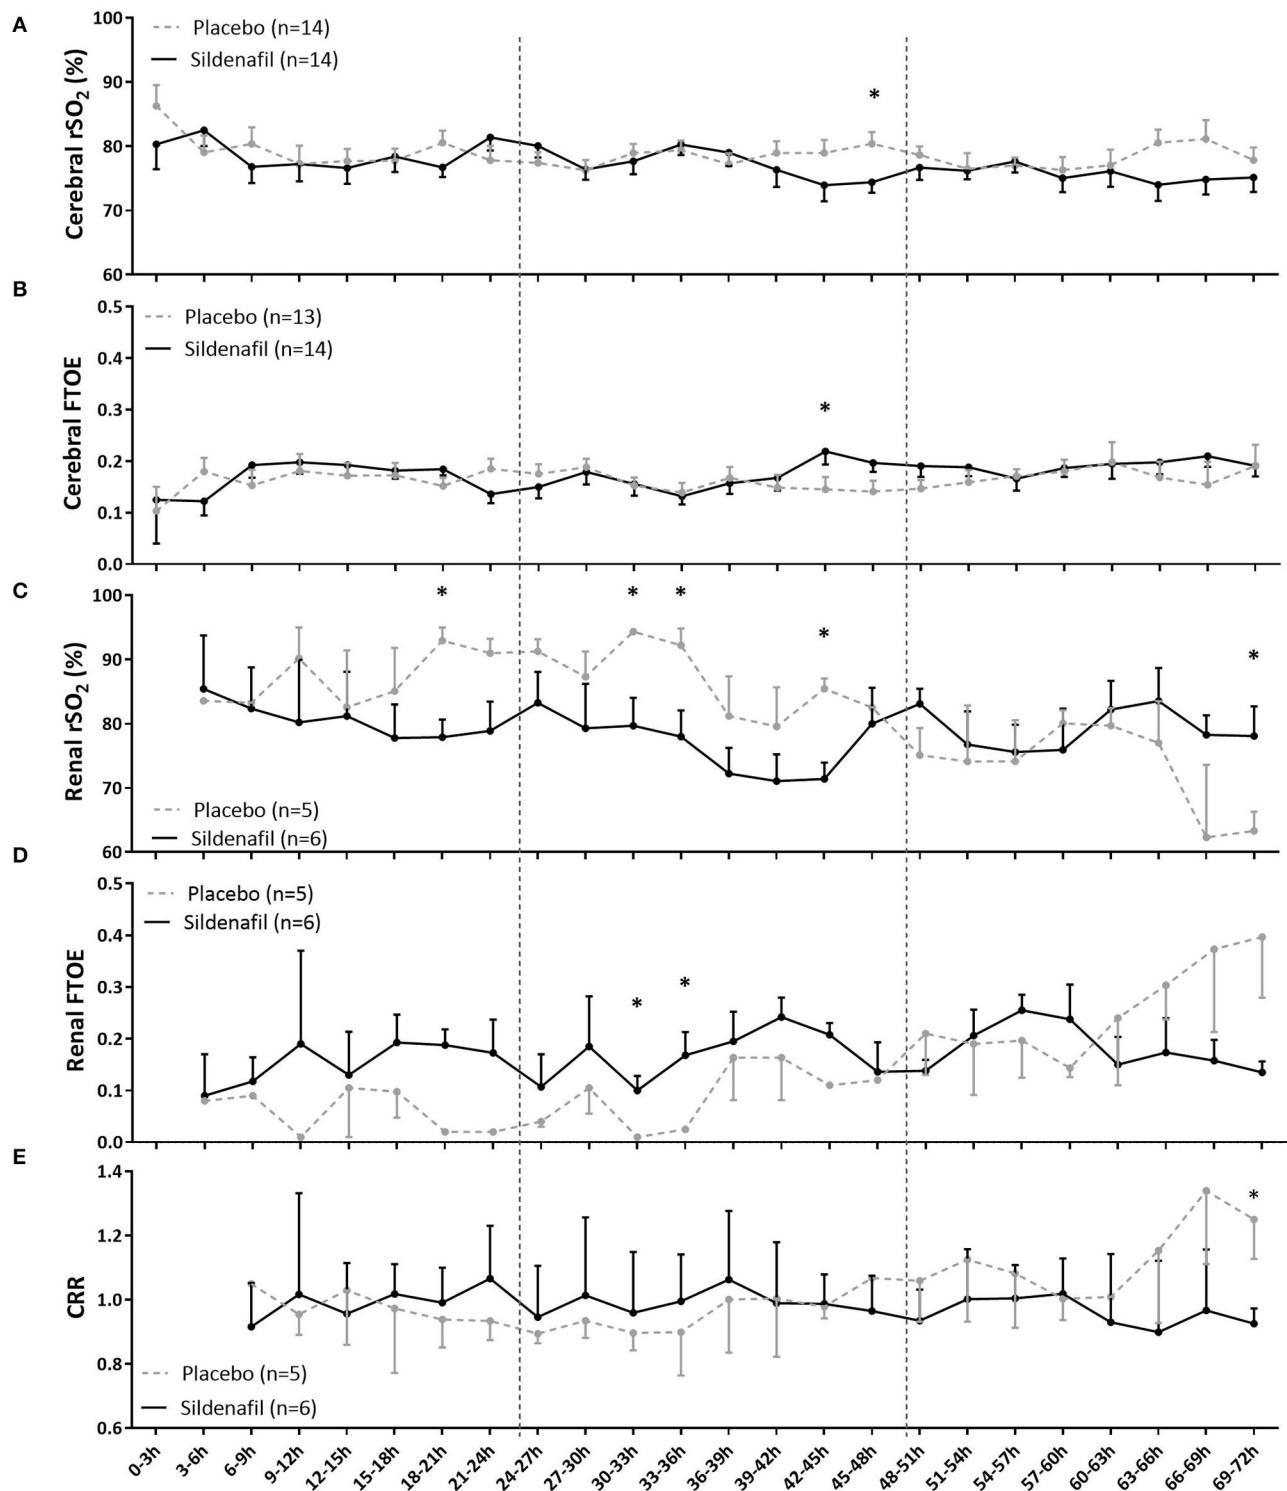 A
Cerebral rSO2 (%)
100
90
80
70
60
Placebo (n=14)
Sildenafil (n=14)
*
B
Cerebral FTOE
0.5
0.4
0.3
0.2
0.1
0.0
Placebo (n=13)
Sildenafil (n=14)
*
C
Renal rSO2 (%)
100
90
80
70
60
* * * * *
Placebo (n=5)
Sildenafil (n=6)
D
Renal FTOE
0.5
0.4
0.3
0.2
0.1
0.0
Placebo (n=5)
Sildenafil (n=6)
* *
E
CRR
1.4
1.2
1.0
0.8
0.6
*
Placebo (n=5)
Sildenafil (n=6)
0-3h
3-6h
6-9h
9-12h
12-15h
15-18h
18-21h
21-24h
24-27h
27-30h
30-33h
33-36h
36-39h
39-42h
42-45h
45-48h
48-51h
51-54h
54-57h
57-60h
60-63h
63-66h
66-69h
69-72h